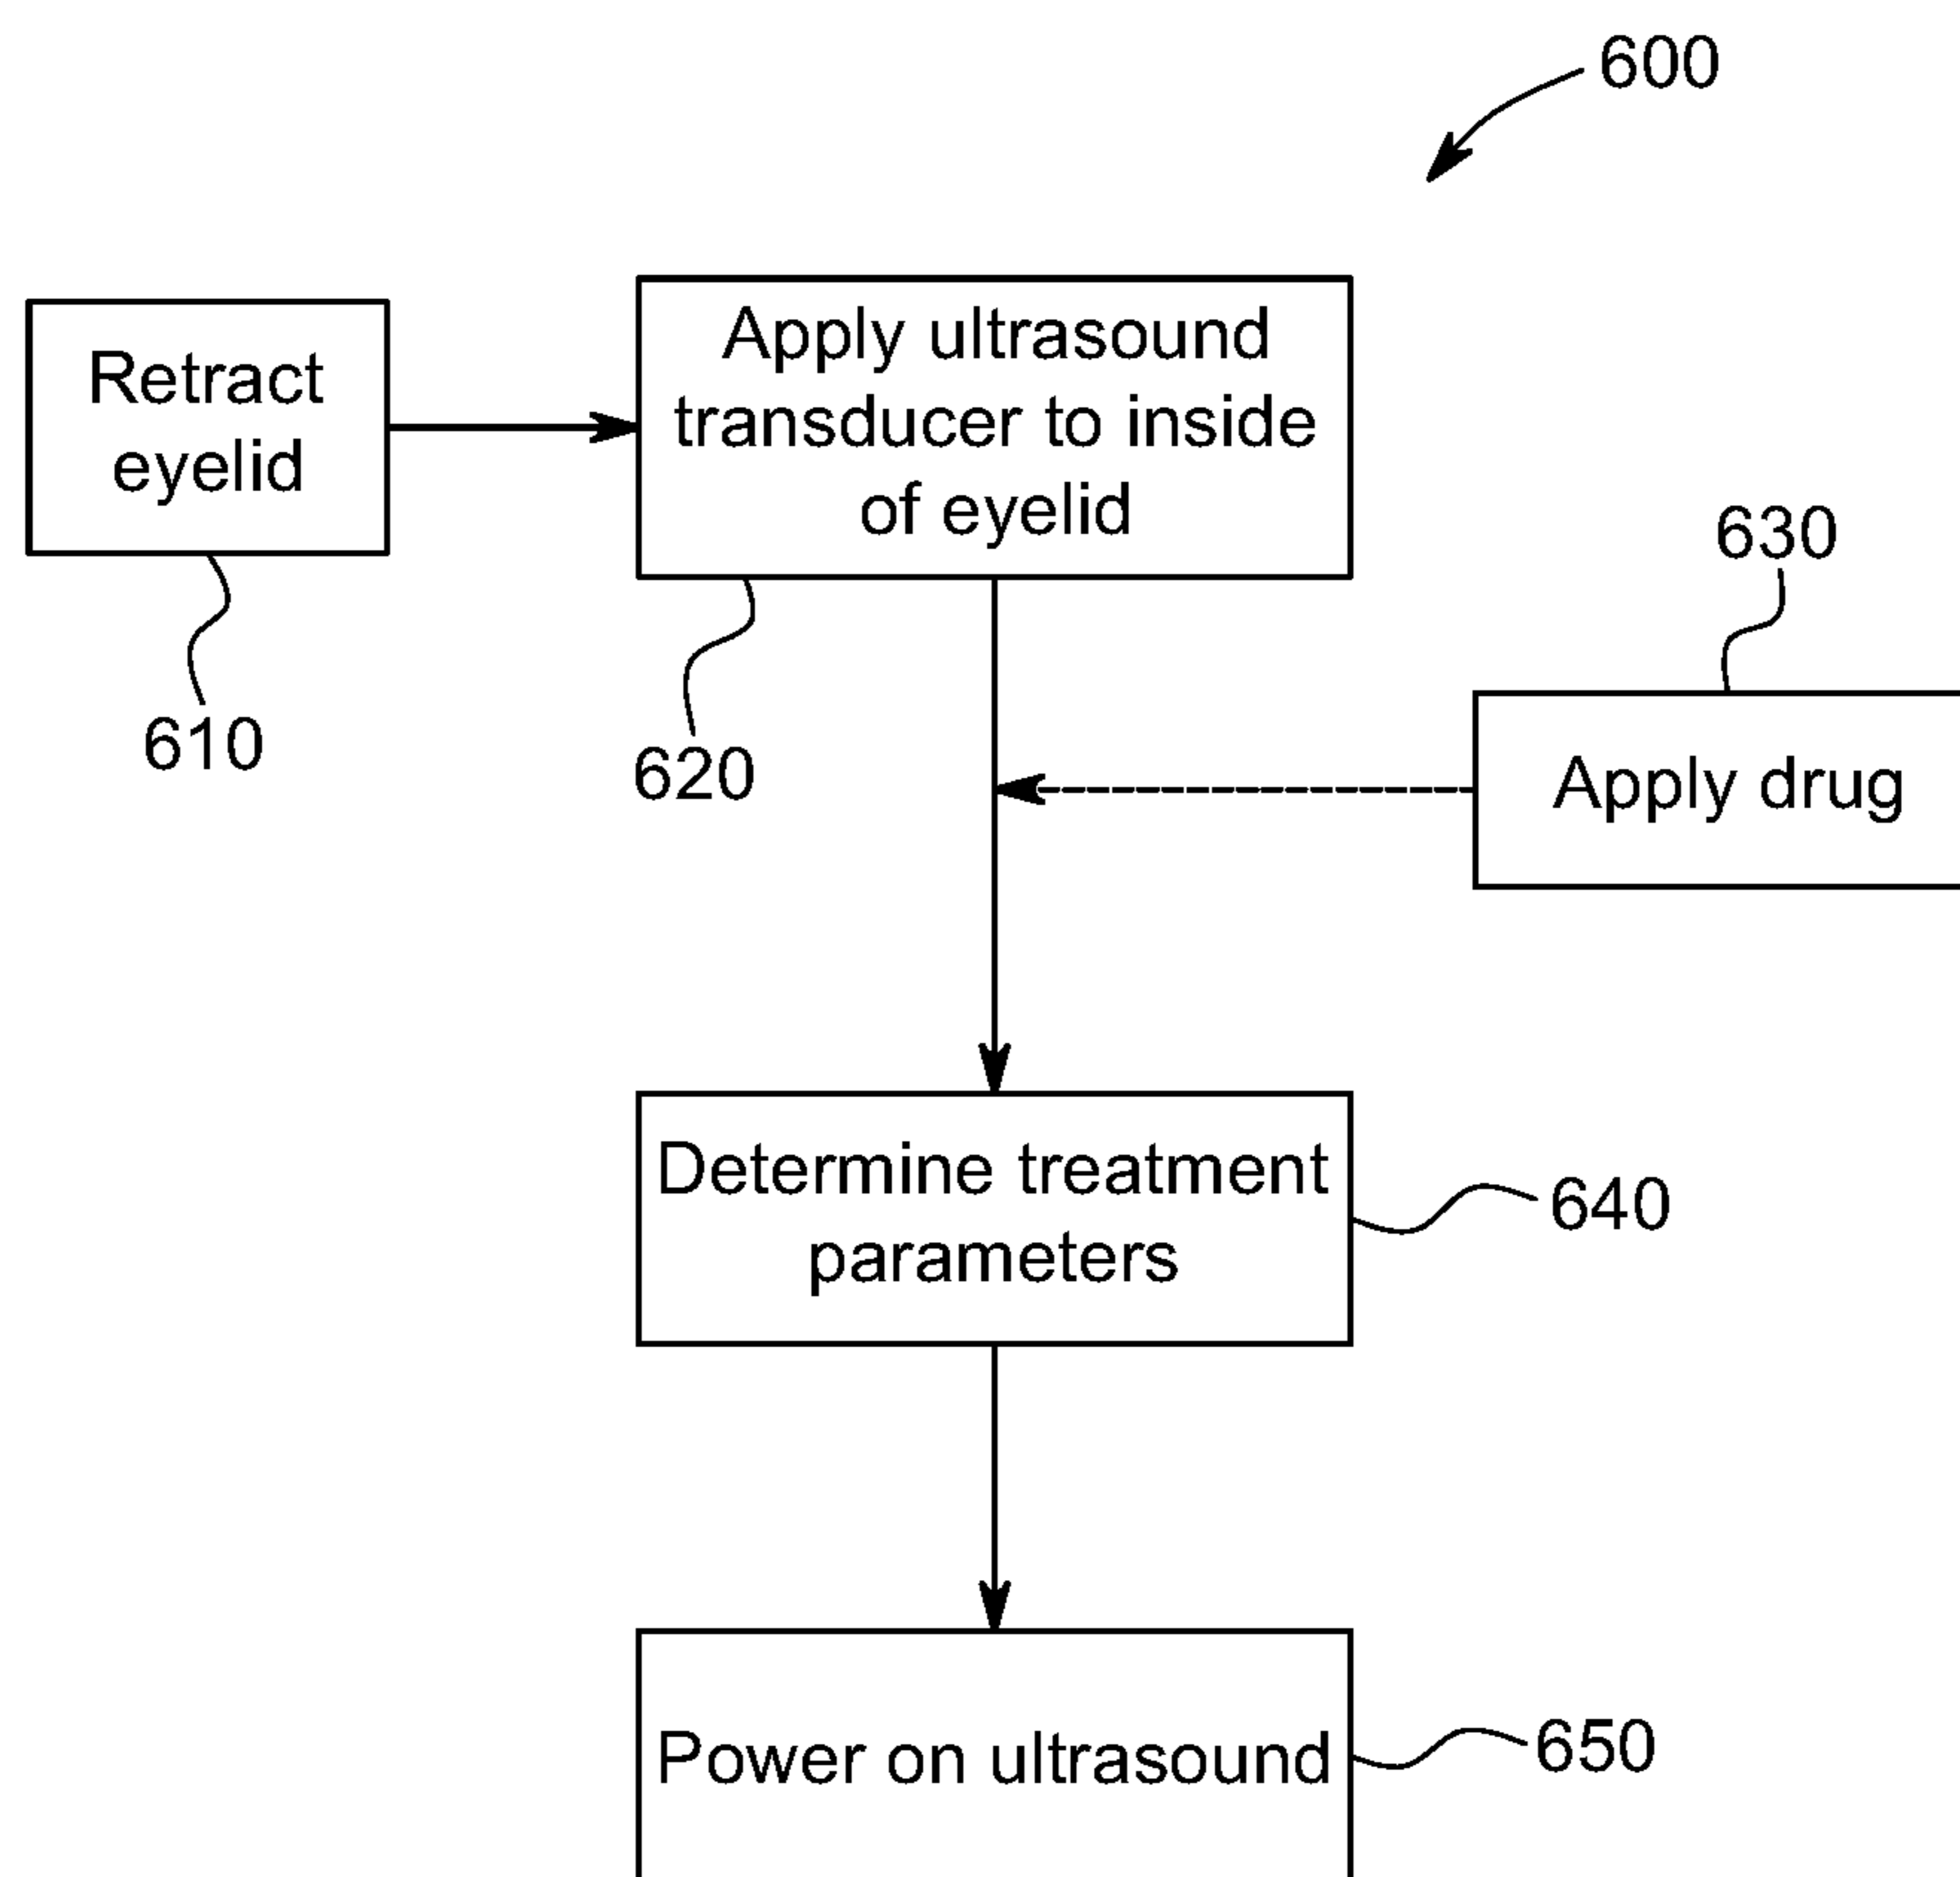 600
Retract
eyelid
610
Apply ultrasound
transducer to inside
of eyelid
620
630
Apply drug
Determine treatment
parameters
640
Power on ultrasound
650